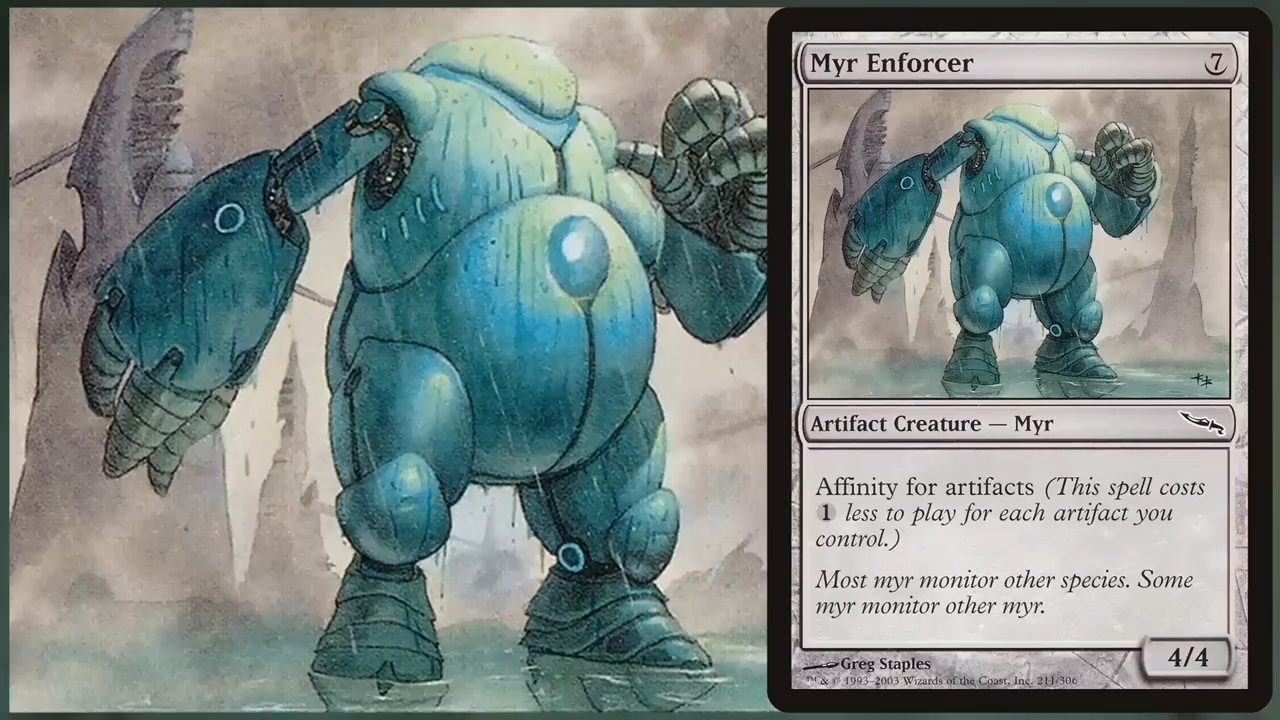 Myr Enforcer 7
Artifact Creature — Myr
Affinity for artifacts (This spell costs
1 less to play for each artifact you
control.)
Most myr monitor other species. Some
myr monitor other myr.
4/4
Greg Staples
™ & © 1993–2003 Wizards of the Coast, Inc. 211/306